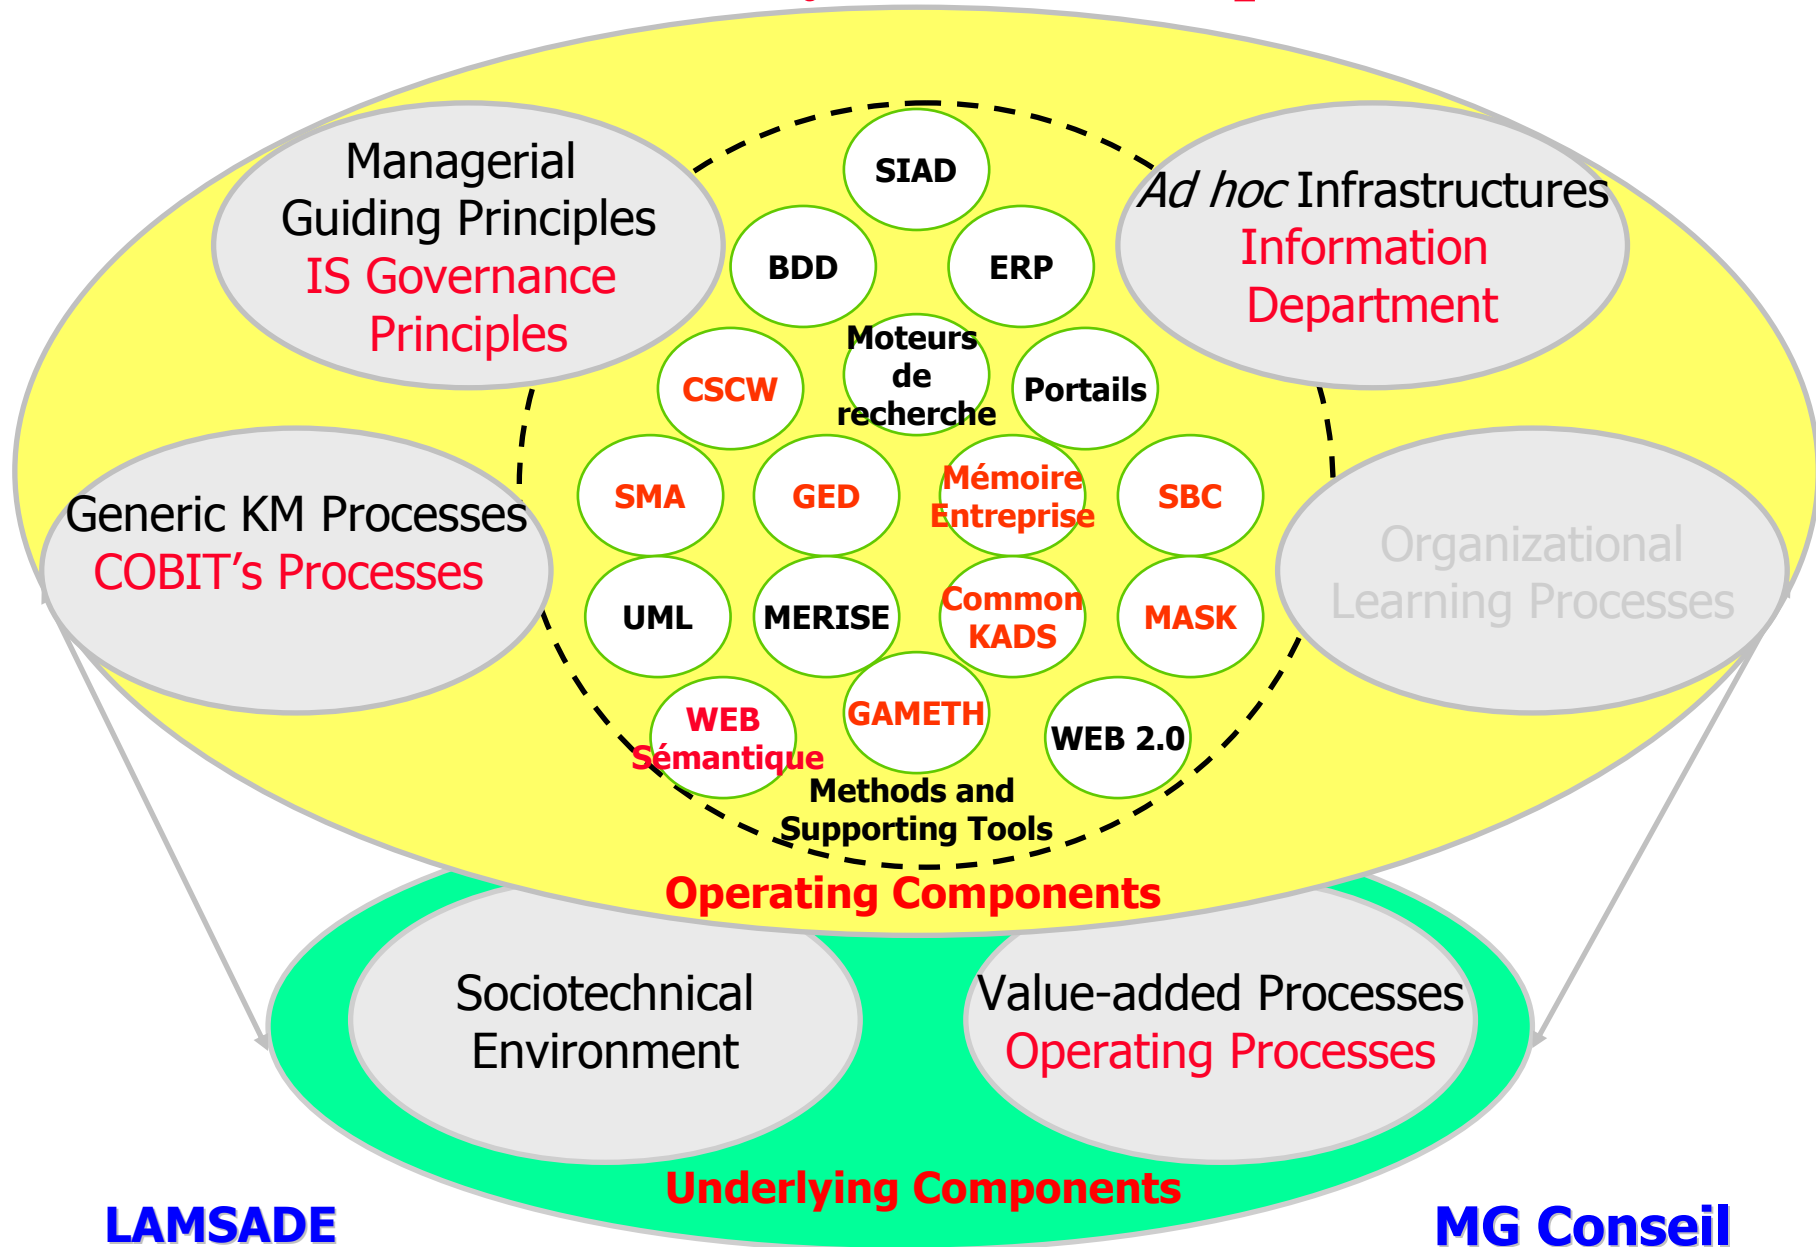 Managerial
Guiding Principles
IS Governance
Principles
Ad hoc Infrastructures
Information
Department
SIAD
BDD
ERP
Moteurs
de
recherche
CSCW
Portails
SMA
GED
Mémoire
Entreprise
SBC
Generic KM Processes
COBIT’s Processes
Organizational
Learning Processes
UML
MERISE
Common
KADS
MASK
WEB
Sémantique
GAMETH
WEB 2.0
Methods and
Supporting Tools
Operating Components
Sociotechnical
Environment
Value-added Processes
Operating Processes
Underlying Components
LAMSADE
MG Conseil